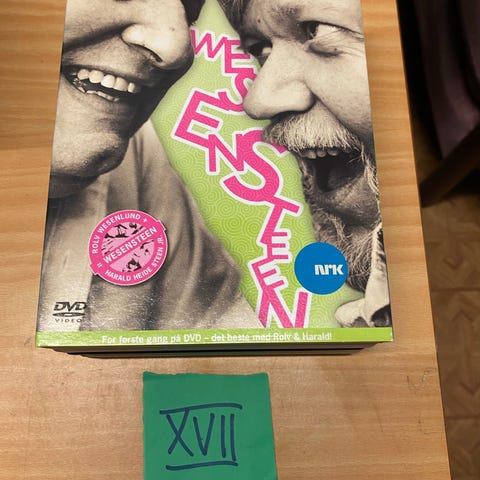 WESENSTEEN
nrk
ROLV WESENLUND +
WESENSTEEN
= HARALD HEIDE STEEN JR.
DVD
VIDEO
For første gang på DVD – det beste med Rolv & Harald!
XVII